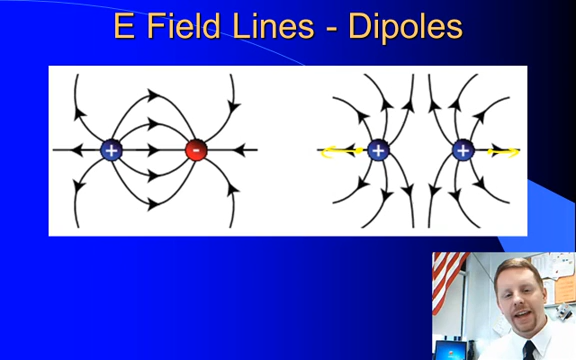 E Field Lines - Dipoles
+ - + +